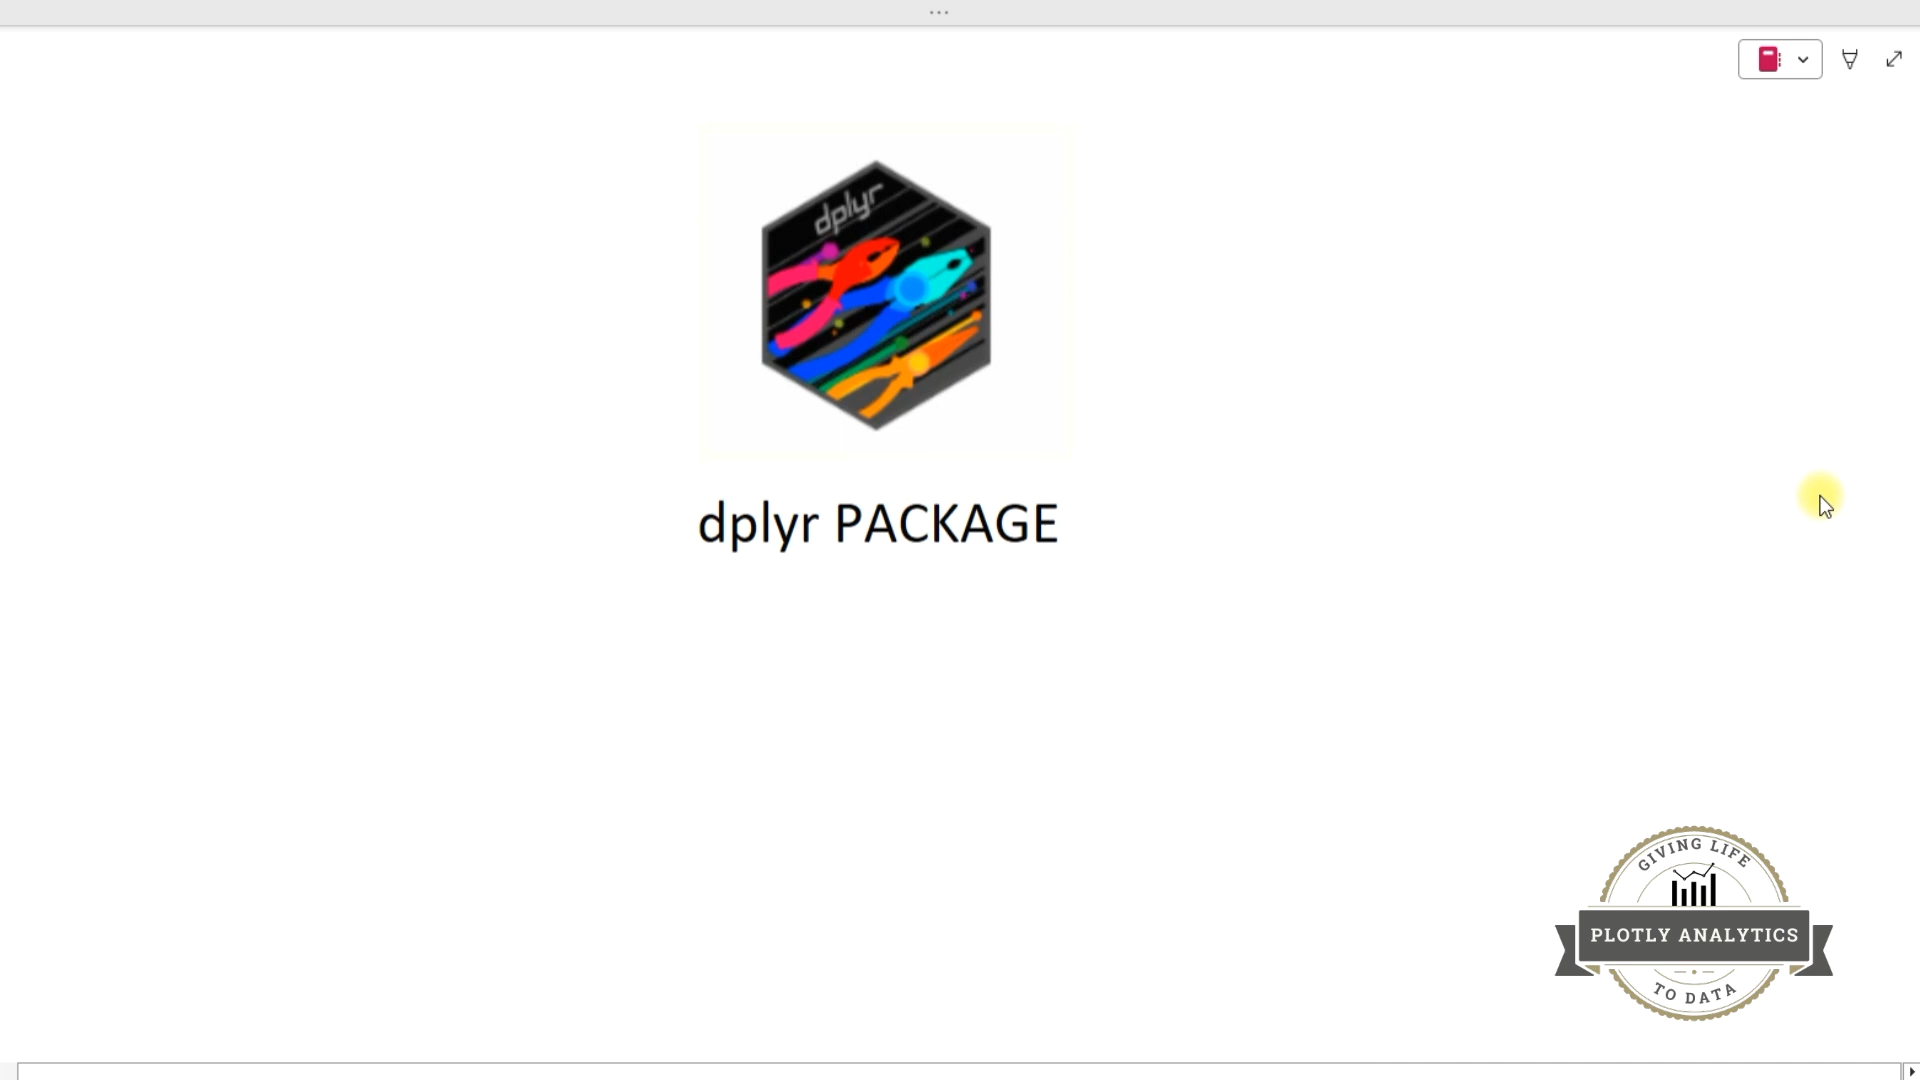 dplyr
dplyr PACKAGE
GIVING LIFE
PLOTLY ANALYTICS
TO DATA